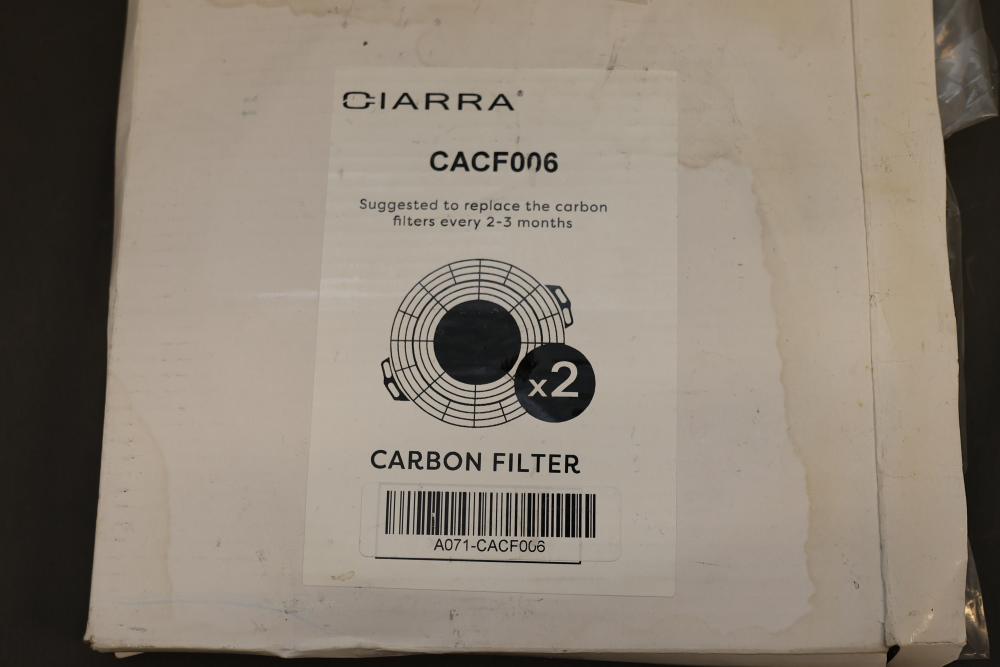 CIARRA®
CACF006
Suggested to replace the carbon
filters every 2-3 months
x2
CARBON FILTER
A071-CACF006